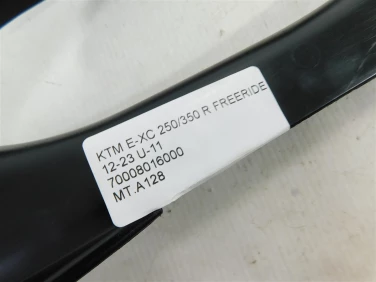 KTM E-XC 250/350 R FREERIDE
12-23 U-11
70008016000
MT.A128